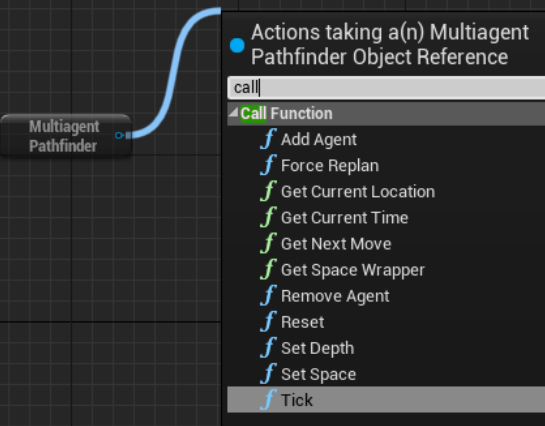 Actions taking a(n) Multiagent
Pathfinder Object Reference
call
Multiagent
Pathfinder
Call Function
Add Agent
Force Replan
Get Current Location
Get Current Time
Get Next Move
Get Space Wrapper
Remove Agent
Reset
Set Depth
Set Space
Tick